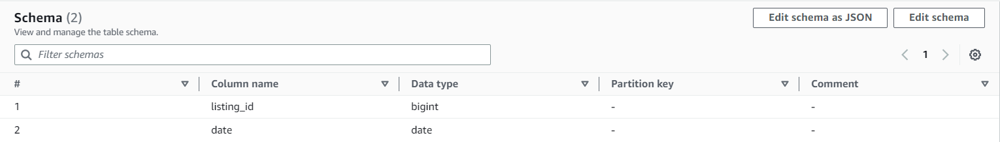 Schema (2)
View and manage the table schema.
Edit schema as JSON
Edit schema
Filter schemas
1
# Column name Data type Partition key Comment
1 listing_id bigint - -
2 date date - -